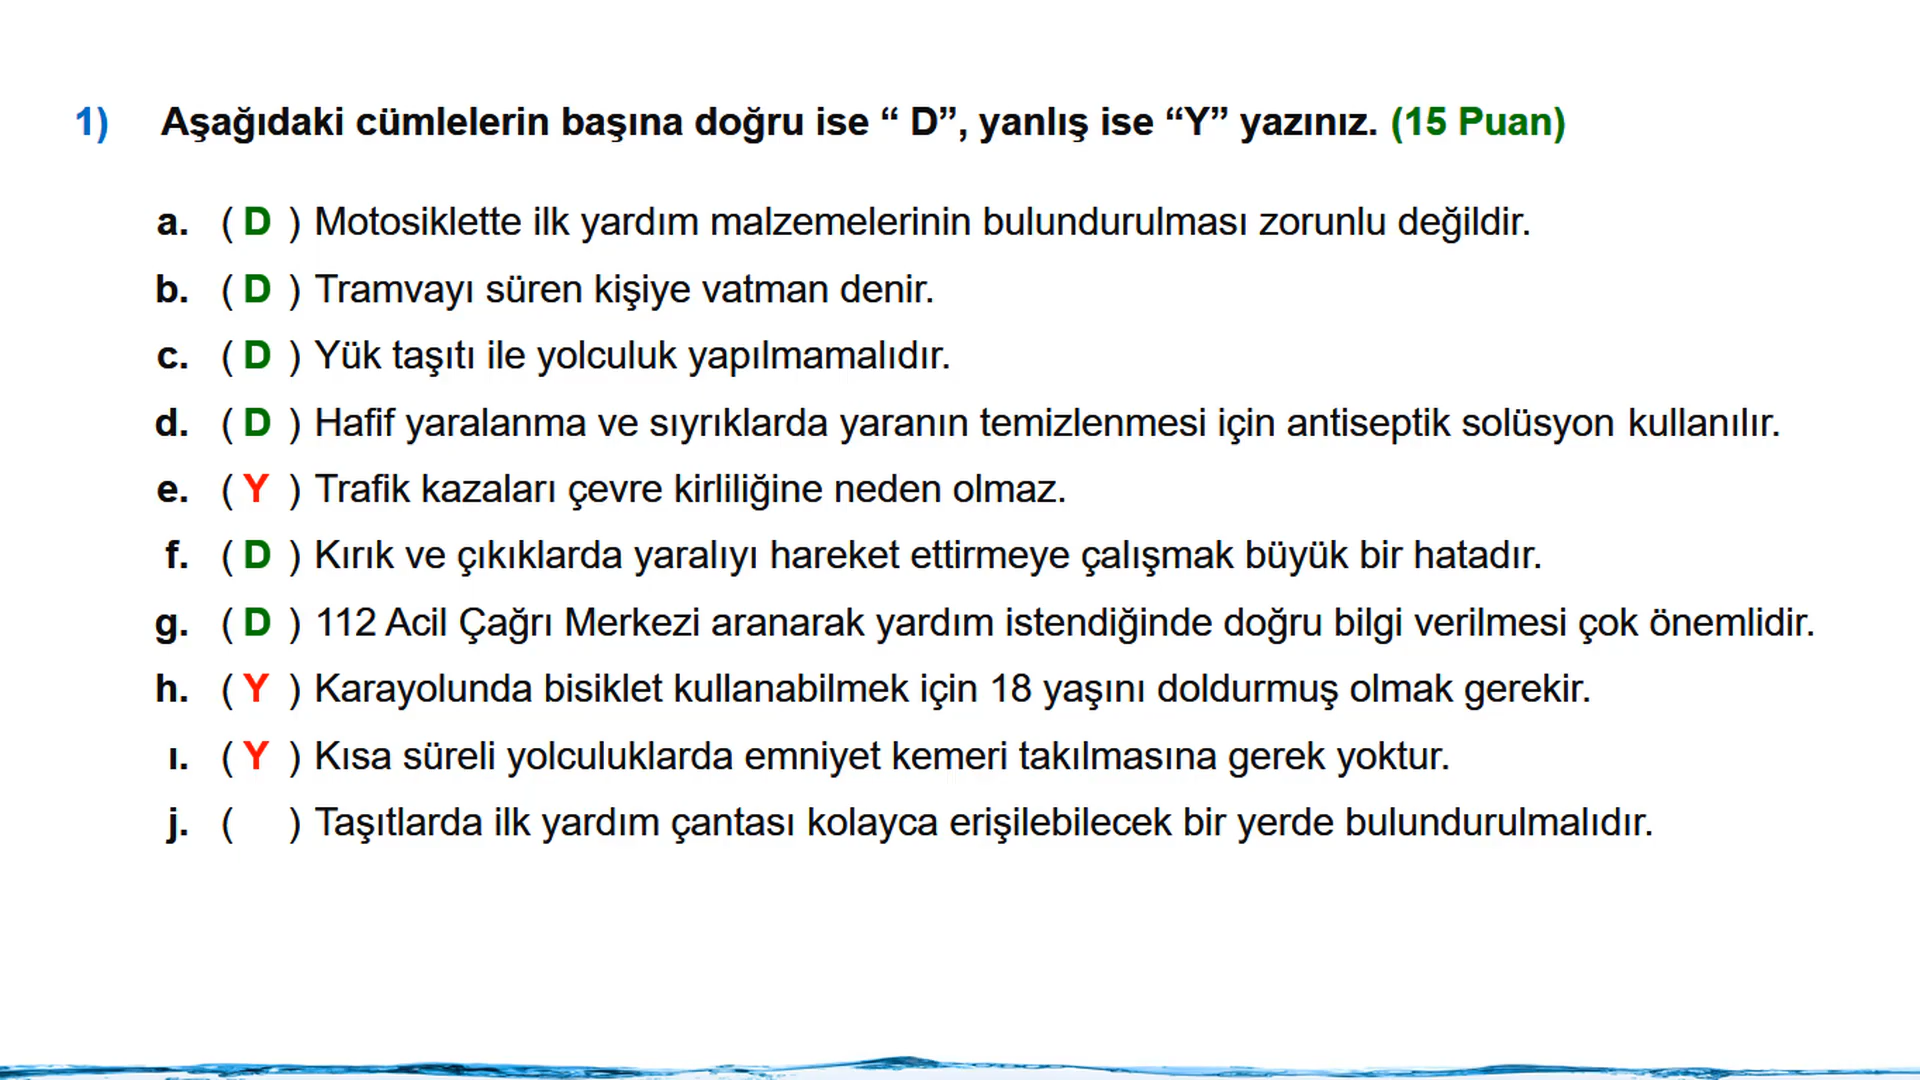 1) Aşağıdaki cümlelerin başına doğru ise “ D”, yanlış ise “Y” yazınız. (15 Puan)
a. ( D ) Motosiklette ilk yardım malzemelerinin bulundurulması zorunlu değildir.
b. ( D ) Tramvayı süren kişiye vatman denir.
c. ( D ) Yük taşıtı ile yolculuk yapılmamalıdır.
d. ( D ) Hafif yaralanma ve sıyrıklarda yaranın temizlenmesi için antiseptik solüsyon kullanılır.
e. ( Y ) Trafik kazaları çevre kirliliğine neden olmaz.
f. ( D ) Kırık ve çıkıklarda yaralıyı hareket ettirmeye çalışmak büyük bir hatadır.
g. ( D ) 112 Acil Çağrı Merkezi aranarak yardım istendiğinde doğru bilgi verilmesi çok önemlidir.
h. ( Y ) Karayolunda bisiklet kullanabilmek için 18 yaşını doldurmuş olmak gerekir.
ı. ( Y ) Kısa süreli yolculuklarda emniyet kemeri takılmasına gerek yoktur.
j. ( ) Taşıtlarda ilk yardım çantası kolayca erişilebilecek bir yerde bulundurulmalıdır.